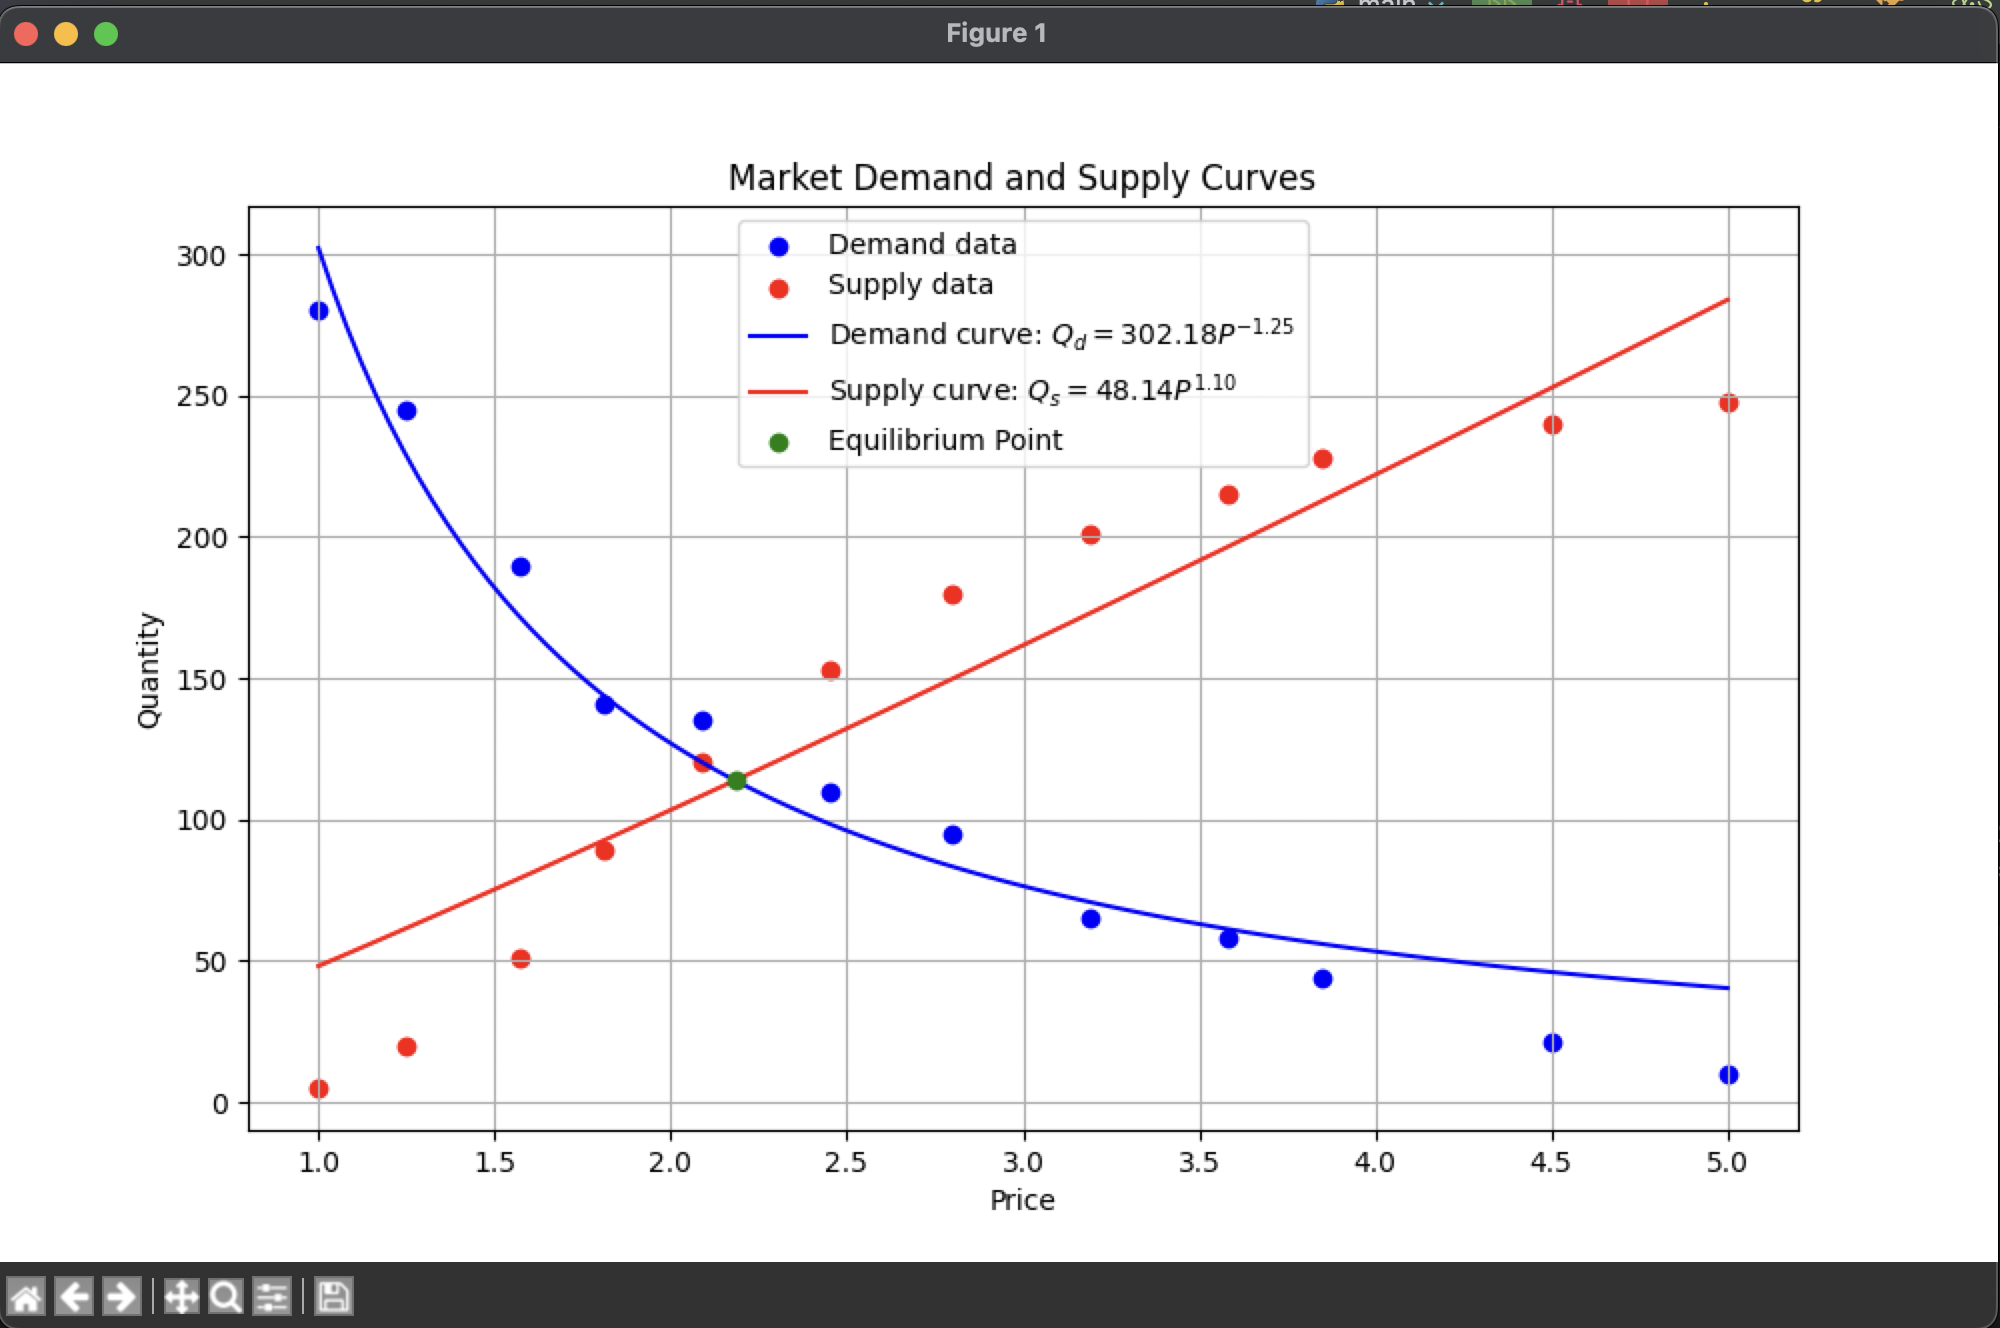 Figure 1
Market Demand and Supply Curves
Demand data
Supply data
Demand curve: Q_d = 302.18P^{-1.25}
Supply curve: Q_s = 48.14P^{1.10}
Equilibrium Point
Quantity
300
250
200
150
100
50
0
1.0 1.5 2.0 2.5 3.0 3.5 4.0 4.5 5.0
Price